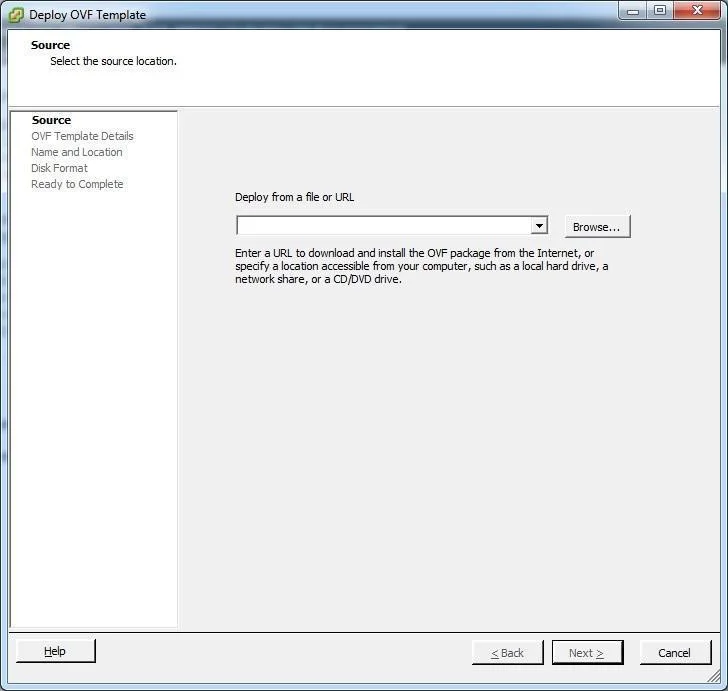 Deploy OVF Template
Source
Select the source location.
Source
OVF Template Details
Name and Location
Disk Format
Ready to Complete
Deploy from a file or URL
Browse...
Enter a URL to download and install the OVF package from the Internet, or
specify a location accessible from your computer, such as a local hard drive, a
network share, or a CD/DVD drive.
Help
< Back
Next >
Cancel